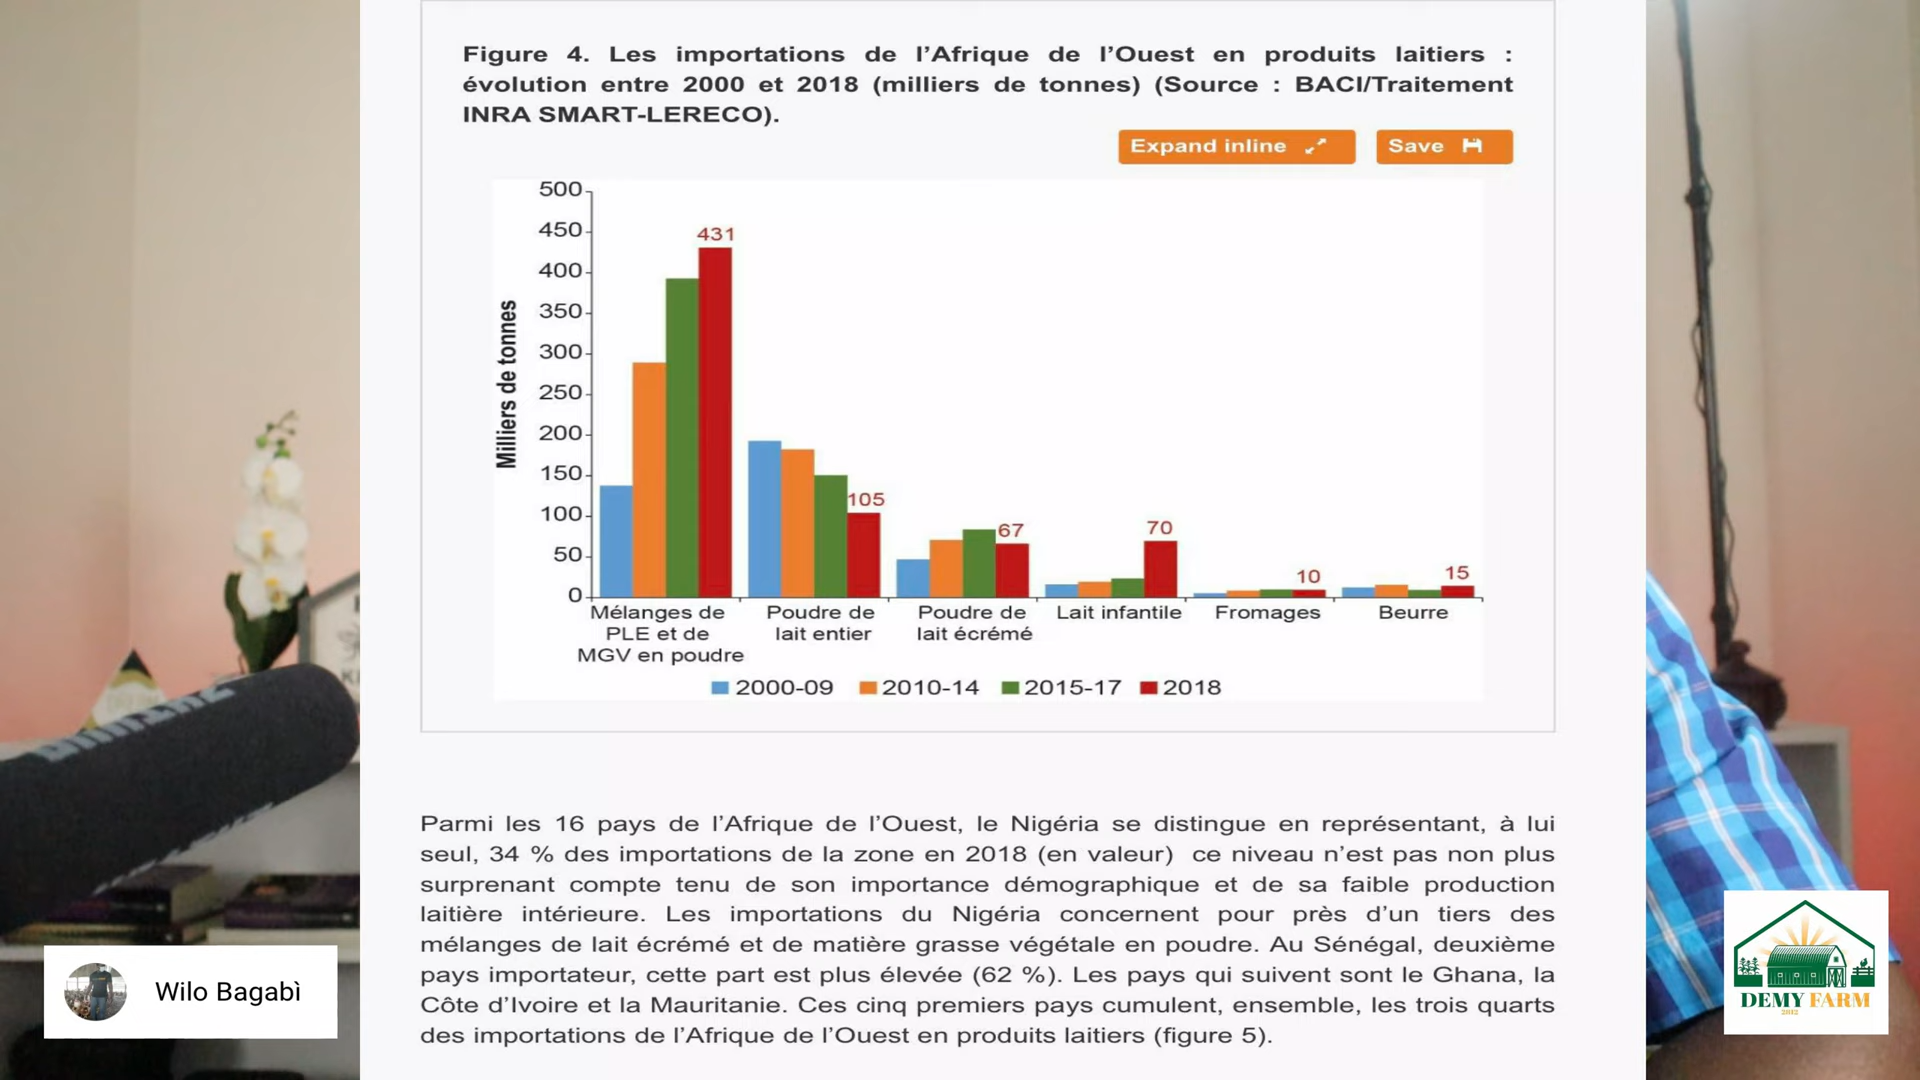 Figure 4. Les importations de l'Afrique de l'Ouest en produits laitiers :
évolution entre 2000 et 2018 (milliers de tonnes) (Source : BACI/Traitement
INRA SMART-LERECO).
Expand inline
Save
500
450
400
350
300
250
200
150
100
50
0
Milliers de tonnes
431
105
67
70
10
15
Mélanges de
PLE et de
MGV en poudre
Poudre de
lait entier
Poudre de
lait écrémé
Lait infantile
Fromages
Beurre
2000-09
2010-14
2015-17
2018
Parmi les 16 pays de l'Afrique de l'Ouest, le Nigéria se distingue en représentant, à lui
seul, 34 % des importations de la zone en 2018 (en valeur) ce niveau n'est pas non plus
surprenant compte tenu de son importance démographique et de sa faible production
laitière intérieure. Les importations du Nigéria concernent pour près d'un tiers des
mélanges de lait écrémé et de matière grasse végétale en poudre. Au Sénégal, deuxième
pays importateur, cette part est plus élevée (62 %). Les pays qui suivent sont le Ghana, la
Côte d'Ivoire et la Mauritanie. Ces cinq premiers pays cumulent, ensemble, les trois quarts
des importations de l'Afrique de l'Ouest en produits laitiers (figure 5).
Wilo Bagabì
DEMY FARM
2012